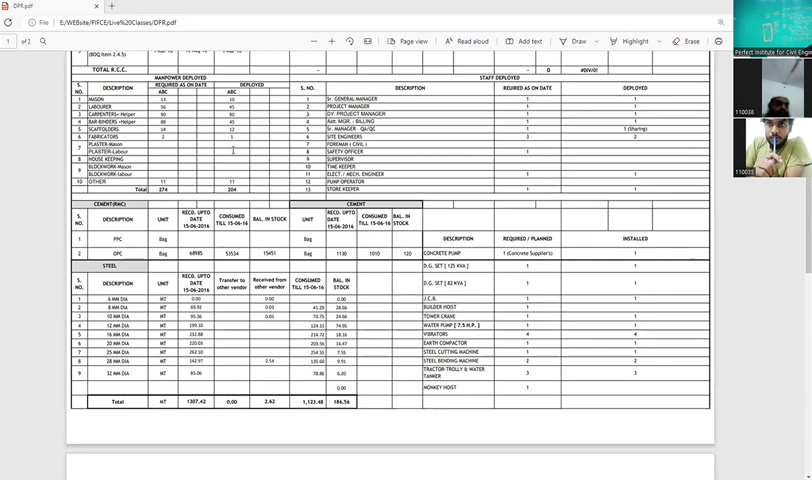 DPR.pdf
File
E:/WEBsite/PIFCE/Live%20Classes/DPR.pdf
1 of 2
Page view
Read aloud
Add text
Draw
Highlight
Erase
(BOQ Item 2.4.5)
TOTAL R.C.C. - - 0 #DIV/0!
MANPOWER DEPLOYED STAFF DEPLOYED
S. NO. DESCRIPTION REQUIRED AS ON DATE DEPLOYED S. NO. DESCRIPTION REUIRED AS ON DATE DEPLOYED
ABC ABC
1 MASON 13 10 1 Sr. GENERAL MANAGER 1 1
2 LABOURER 56 45 2 PROJECT MANAGER 1 1
3 CARPENTERS+Helper 90 80 3 DY. PROJECT MANAGER 1 1
4 BAR-BINDERS+Helper 88 45 4 Astt. MGR - BILLING 1 1
5 SCAFFOLDERS 14 12 5 Sr. MANAGER - QA/QC 1 1 (Sharing)
6 FABRICATORS 2 1 6 SITE ENGINEERS 3 2
7 PLASTER-Mason 7 FOREMAN ( CIVIL )
PLASTER-Labour 8 SAFETY OFFICER 1 1
8 HOUSE KEEPING 9 SUPERVISOR
9 BLOCKWORK-Mason 10 TIME KEEPER
BLOCKWORK-labour 11 ELECT./ MECH. ENGINEER 1 1
10 OTHER 11 11 12 PUMP OPERATOR
Total 274 204 13 STORE KEEPER 1 1
CEMENT(RMC) CEMENT
S. NO. DESCRIPTION UNIT RECD. UPTO DATE 15-06-2016 CONSUMED TILL 15-06-16 BAL. IN STOCK UNIT RECD. UPTO DATE 15-06-2016 CONSUMED TILL 15-06-16 BAL. IN STOCK
1 PPC Bag Bag DESCRIPTION REQUIRED / PLANNED INSTALLED
2 OPC Bag 68985 53534 15451 Bag 1130 1010 120 CONCRETE PUMP 1 (Concrete Supplier's) 1
STEEL D.G. SET [ 125 KVA ] 1 1
S. NO. DESCRIPTION UNIT RECD. UPTO DATE 15-06-2016 Transfer to other vendor Received from other vendor CONSUMED TILL 15-06-16 BAL. IN STOCK D.G. SET [ 82 KVA ] 1 1
1 6 MM DIA MT 0.00 0.00 J.C.B. 1 1
2 8 MM DIA MT 69.92 0.03 41.29 28.66 BUILDER HOIST 1
3 10 MM DIA MT 95.36 0.05 70.75 24.66 TOWER CRANE 1 1
4 12 MM DIA MT 199.10 124.15 74.95 WATER PUMP [ 7.5 H.P. ] 1 1
5 16 MM DIA MT 232.88 214.72 18.16 VIBRATORS 4 4
6 20 MM DIA MT 220.03 203.56 16.47 EARTH COMPACTOR 1 1
7 25 MM DIA MT 262.10 254.55 7.55 STEEL CUTTING MACHINE 1 1
8 28 MM DIA MT 142.97 2.54 135.60 9.91 STEEL BENDING MACHINE 2 2
9 32 MM DIA MT 85.06 78.86 6.20 TRACTOR-TROLLY & WATER TANKER 3 3
0.00 MONKEY HOIST 1
Total MT 1307.42 0.00 2.62 1,123.48 186.56
Perfect Institute for Civil Engine
110038
110035